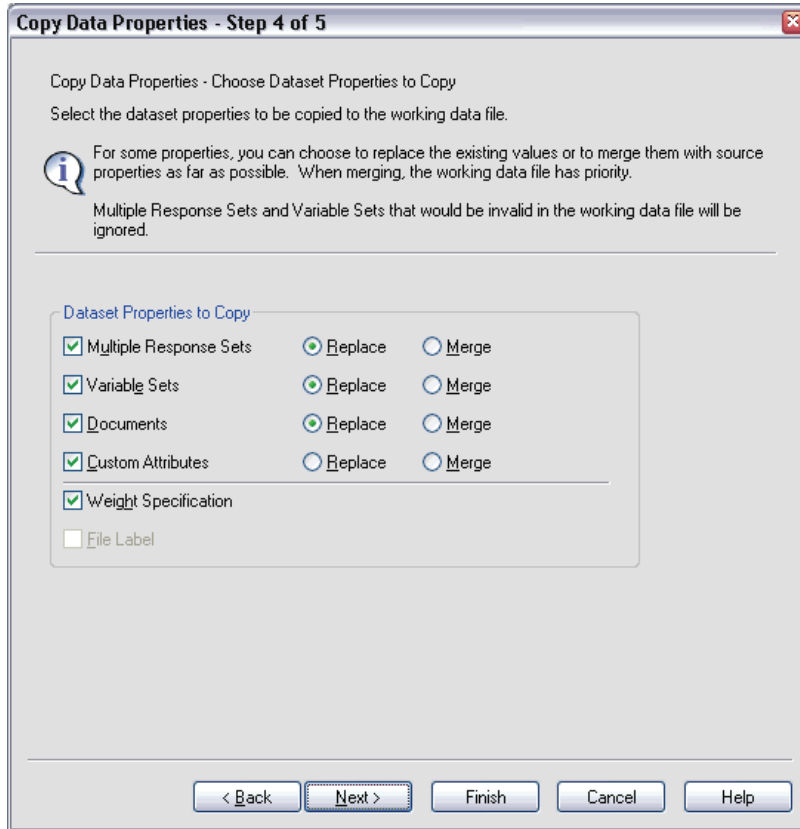 Copy Data Properties - Step 4 of 5
Copy Data Properties - Choose Dataset Properties to Copy
Select the dataset properties to be copied to the working data file.
For some properties, you can choose to replace the existing values or to merge them with source
properties as far as possible. When merging, the working data file has priority.
Multiple Response Sets and Variable Sets that would be invalid in the working data file will be
ignored.
Dataset Properties to Copy
Multiple Response Sets Replace Merge
Variable Sets Replace Merge
Documents Replace Merge
Custom Attributes Replace Merge
Weight Specification
File Label
< Back Next > Finish Cancel Help